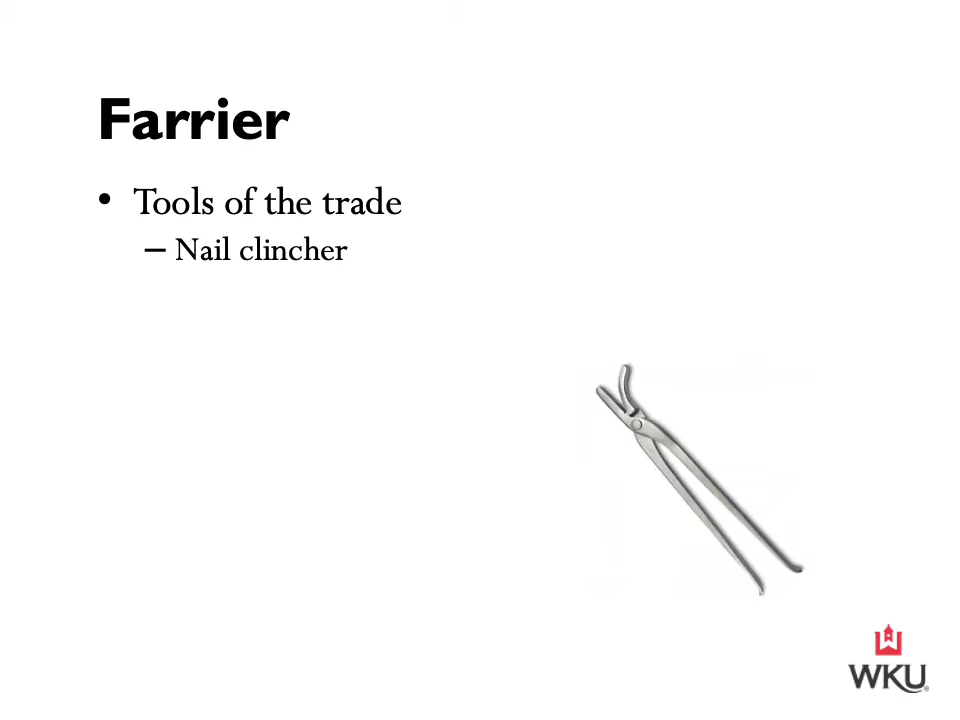 Farrier
• Tools of the trade
– Nail clincher
WKU®